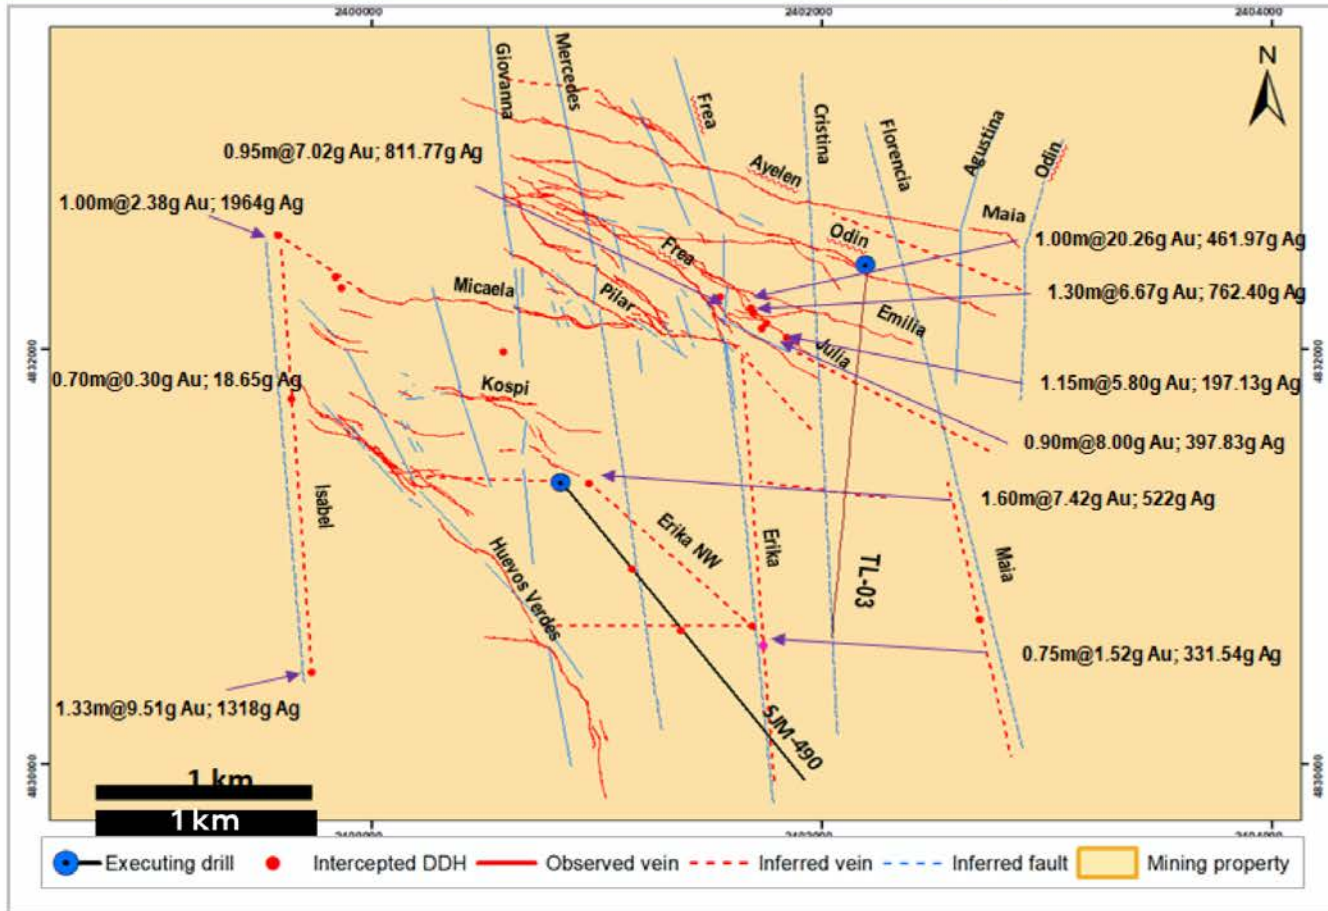 2400000
2402000
2404000
N
Giovanna
Mercedes
Frea
Cristina
Florencia
Agustina
Odin
0.95m@7.02g Au; 811.77g Ag
Ayelen
1.00m@2.38g Au; 1964g Ag
Maia
Odin
1.00m@20.26g Au; 461.97g Ag
Frea
Micaela
Pilar
1.30m@6.67g Au; 762.40g Ag
Emilia
4832000
4832000
Julia
0.70m@0.30g Au; 18.65g Ag
Kospi
1.15m@5.80g Au; 197.13g Ag
0.90m@8.00g Au; 397.83g Ag
Isabel
1.60m@7.42g Au; 522g Ag
Erika NW
Erika
Huevos Verdes
TL-03
Maia
0.75m@1.52g Au; 331.54g Ag
1.33m@9.51g Au; 1318g Ag
SJM-490
4830000
4830000
1 km
1 km
2400000
2402000
2404000
Executing drill
Intercepted DDH
Observed vein
Inferred vein
Inferred fault
Mining property